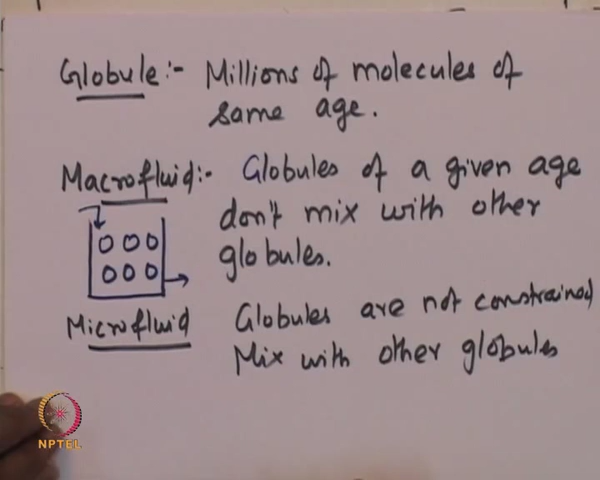 Globule:- Millions of molecules of
same age.
Macrofluid:- Globules of a given age
don't mix with other
globules.
Microfluid Globules are not constrained
Mix with other globules
NPTEL